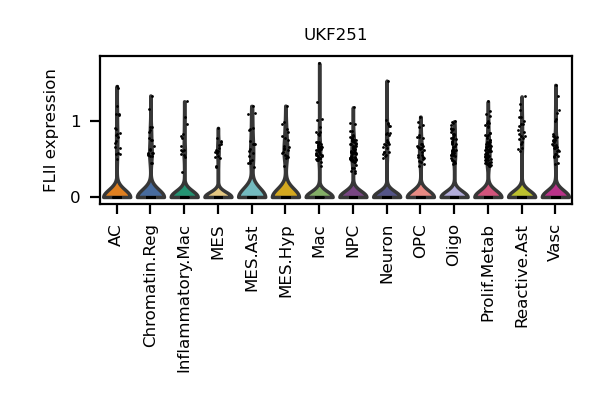 UKF251
FLII expression
1
0
AC
Chromatin.Reg
Inflammatory.Mac
MES
MES.Ast
MES.Hyp
Mac
NPC
Neuron
OPC
Oligo
Prolif.Metab
Reactive.Ast
Vasc